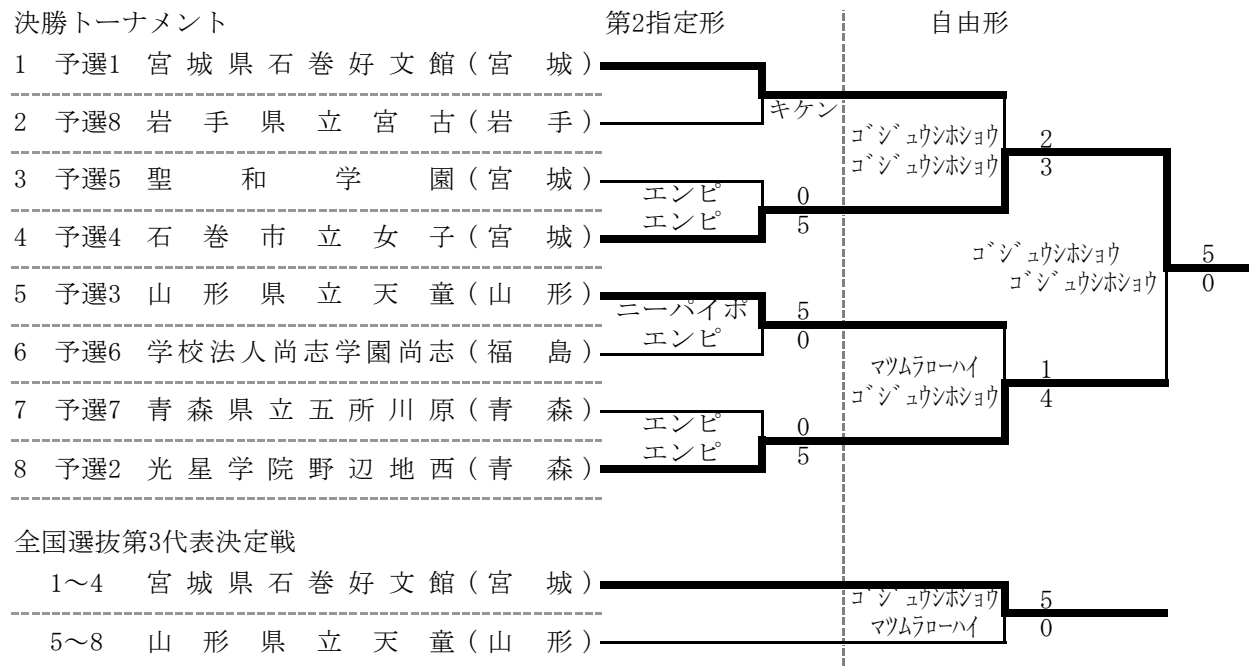 決勝トーナメント 第2指定形 自由形
1 予選1 宮城県石巻好文館(宮 城)
キケン
2 予選8 岩手県立宮古(岩 手)
ゴジュウシホショウ 2
ゴジュウシホショウ 3
3 予選5 聖和学園(宮 城)
エンピ 0
エンピ 5
4 予選4 石巻市立女子(宮 城)
ゴジュウシホショウ 5
ゴジュウシホショウ 0
5 予選3 山形県立天童(山 形)
ニーパイポ 5
エンピ 0
6 予選6 学校法人尚志学園尚志(福 島)
マツムラローハイ 1
ゴジュウシホショウ 4
7 予選7 青森県立五所川原(青 森)
エンピ 0
エンピ 5
8 予選2 光星学院野辺地西(青 森)
全国選抜第3代表決定戦
1~4 宮城県石巻好文館(宮 城)
ゴジュウシホショウ 5
マツムラローハイ 0
5~8 山形県立天童(山 形)